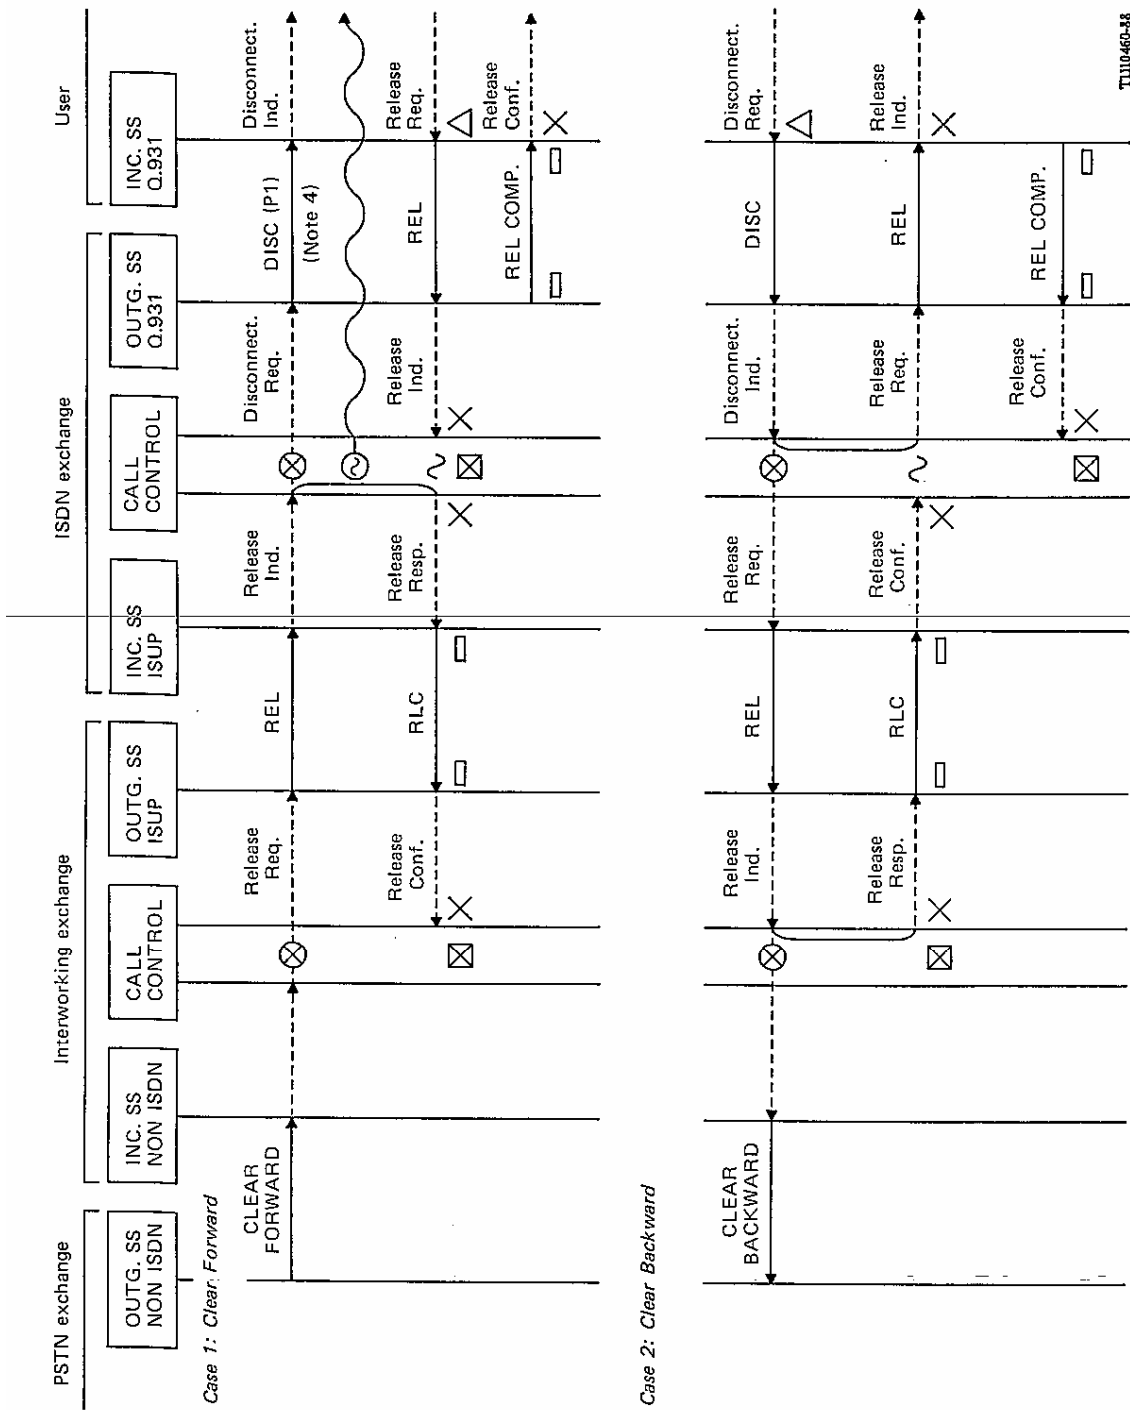 PSTN exchange
Interworking exchange
ISDN exchange
User
OUTG. SS
NON ISDN
INC. SS
NON ISDN
CALL
CONTROL
OUTG. SS
ISUP
INC. SS
ISUP
CALL
CONTROL
OUTG. SS
Q.931
INC. SS
Q.931
Case 1: Clear Forward
CLEAR
FORWARD
Release
Req.
REL
Release
Ind.
Disconnect.
Req.
DISC (P1)
(Note 4)
Disconnect.
Ind.
Release
Conf.
RLC
Release
Resp.
Release
Ind.
REL
Release
Req.
REL COMP.
Release
Conf.
Case 2: Clear Backward
CLEAR
BACKWARD
Release
Ind.
REL
Release
Req.
Disconnect.
Ind.
DISC
Disconnect.
Req.
Release
Resp.
RLC
Release
Conf.
Release
Req.
REL
Release
Ind.
Release
Conf.
REL COMP.
T1110460-88